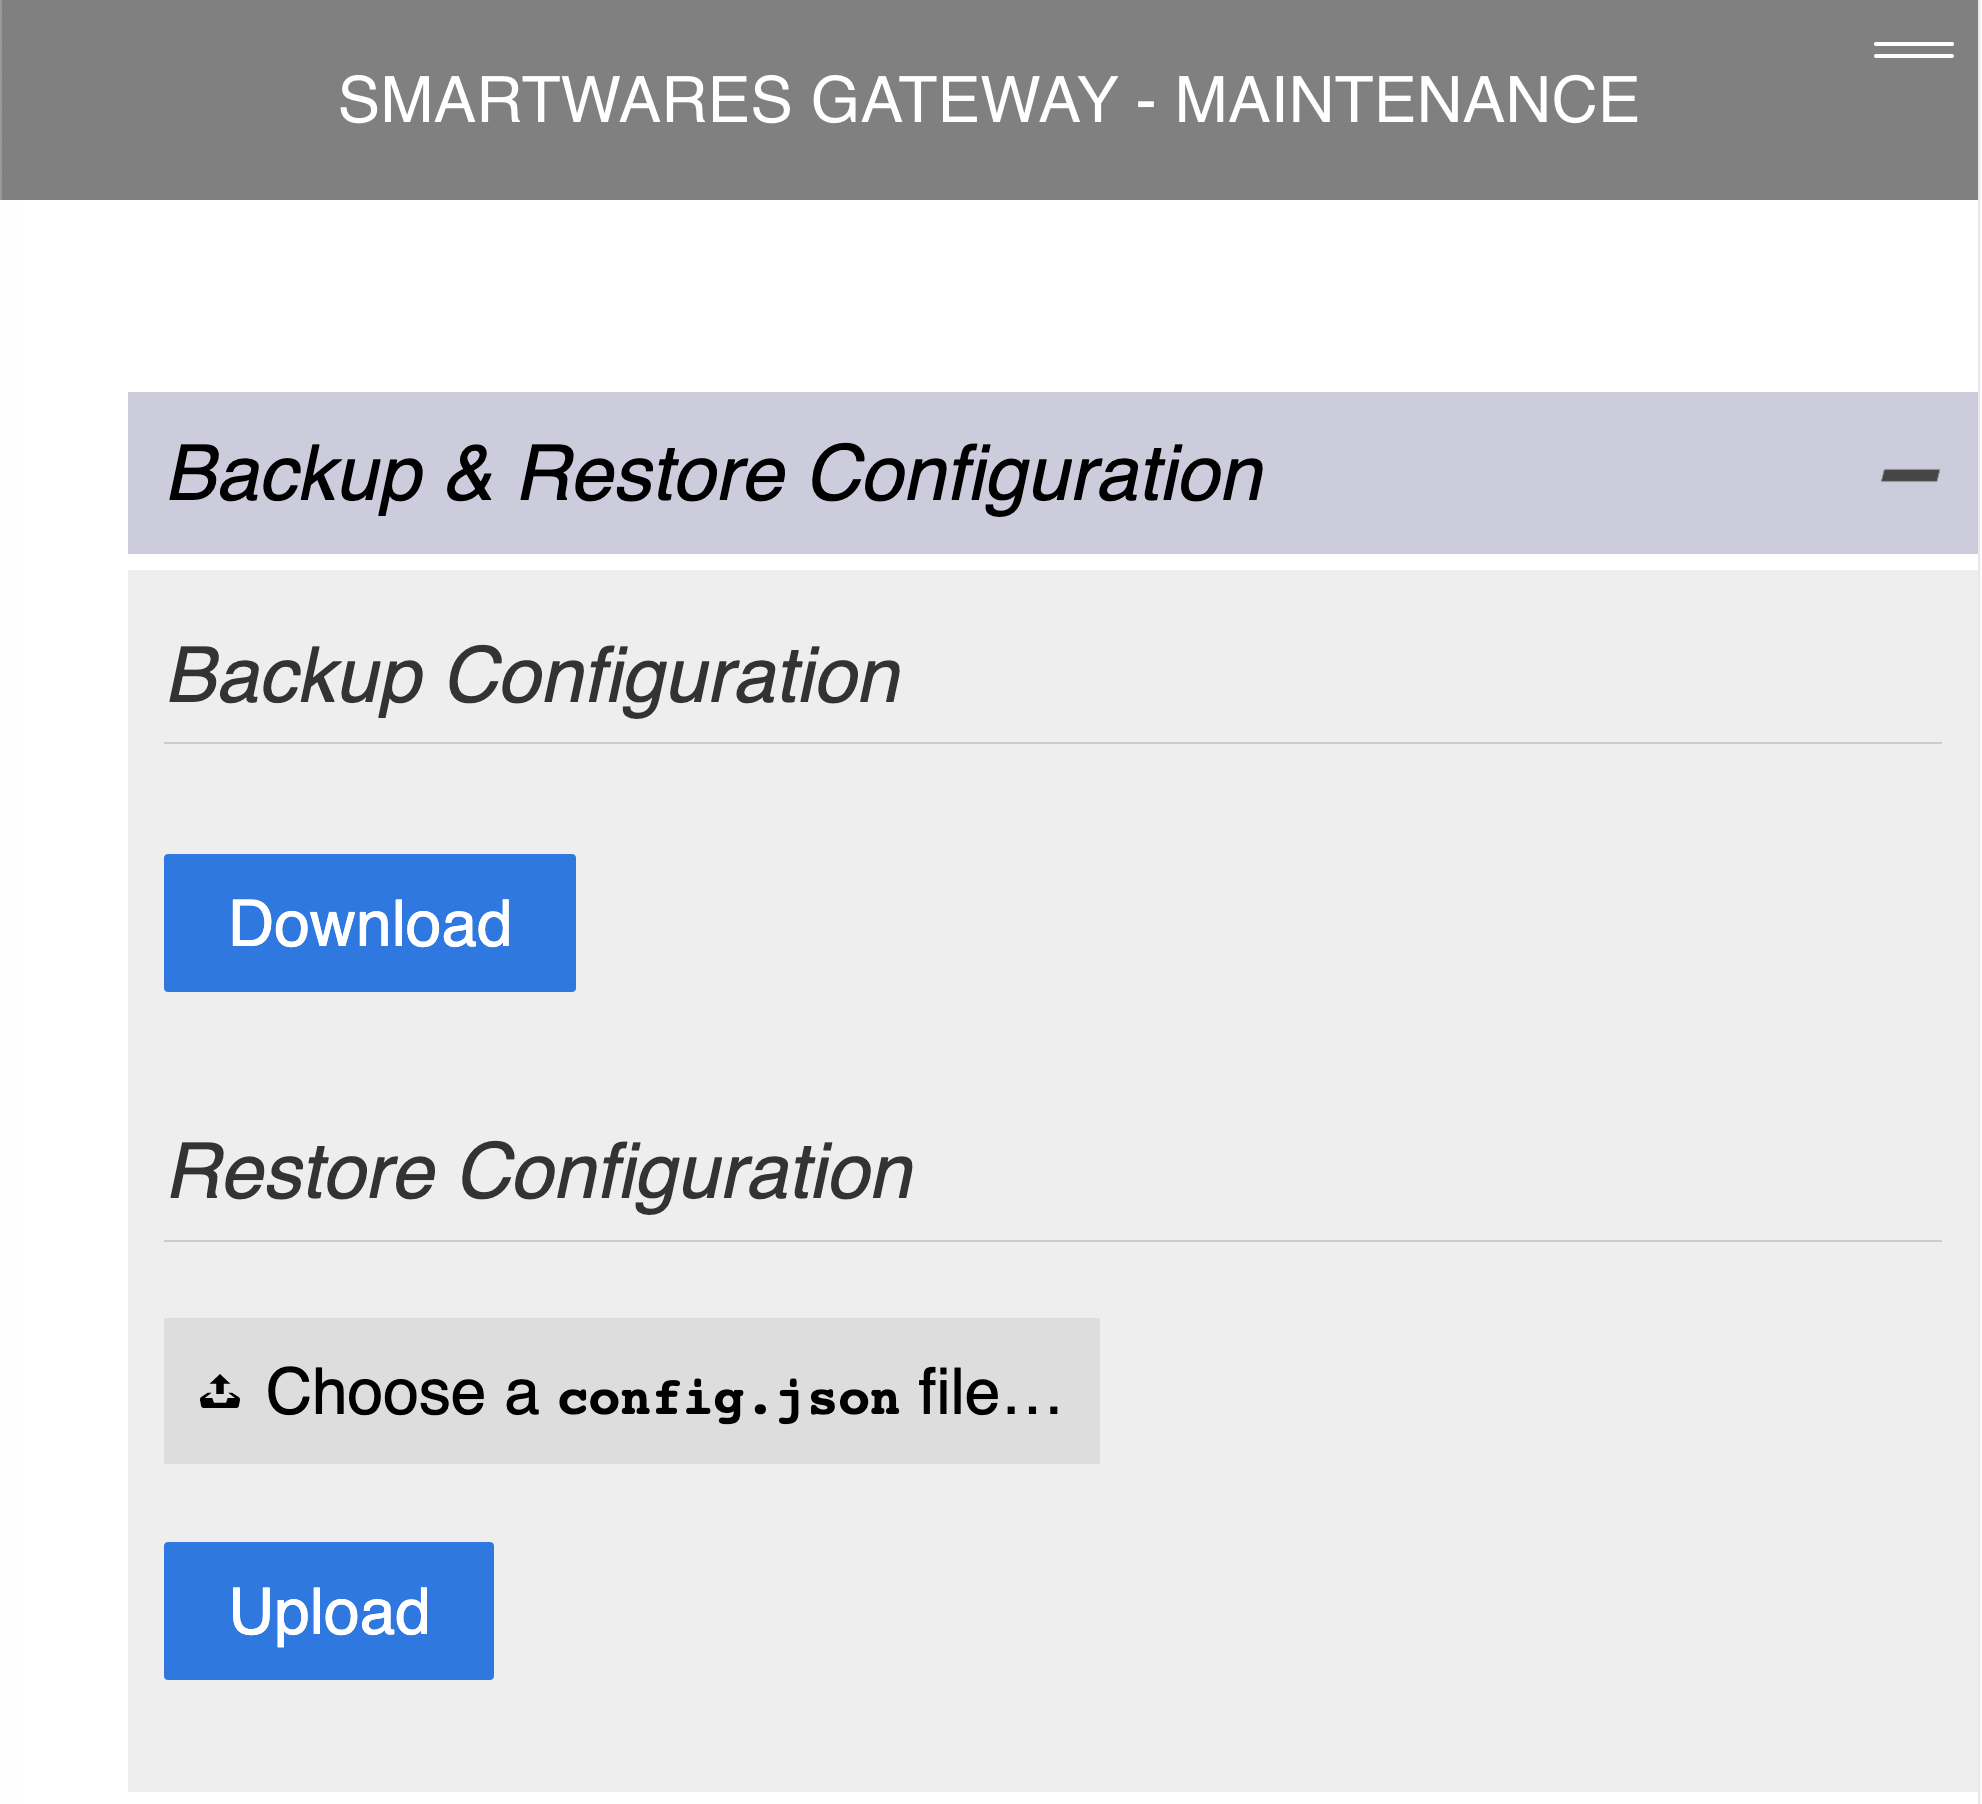 SMARTWARES GATEWAY - MAINTENANCE
Backup & Restore Configuration
Backup Configuration
Download
Restore Configuration
Choose a config.json file...
Upload